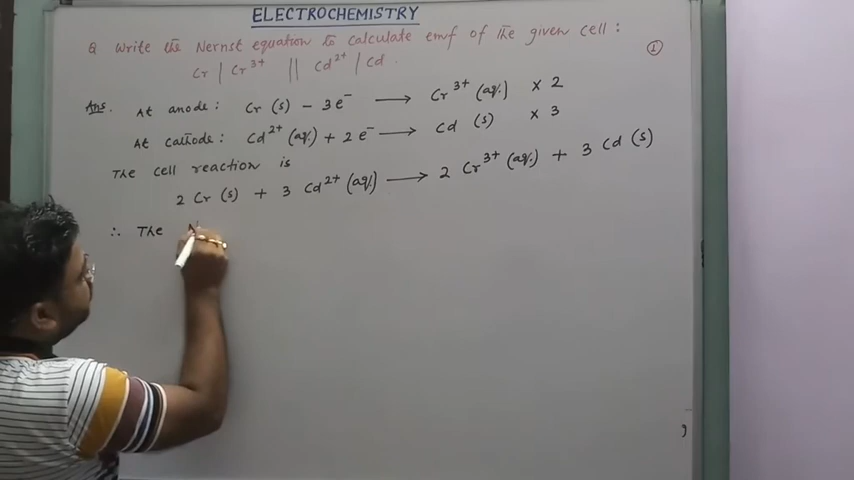 ELECTROCHEMISTRY
Q Write the Nernst equation to calculate emf of the given cell :
Cr | Cr³⁺ || Cd²⁺ | Cd .
①
Ans. At anode : Cr (s) - 3e⁻ ⟶ Cr³⁺ (aq.) × 2
At cathode : Cd²⁺ (aq.) + 2e⁻ ⟶ Cd (s) × 3
The cell reaction is
2 Cr (s) + 3 Cd²⁺ (aq.) ⟶ 2 Cr³⁺ (aq.) + 3 Cd (s)
∴ The